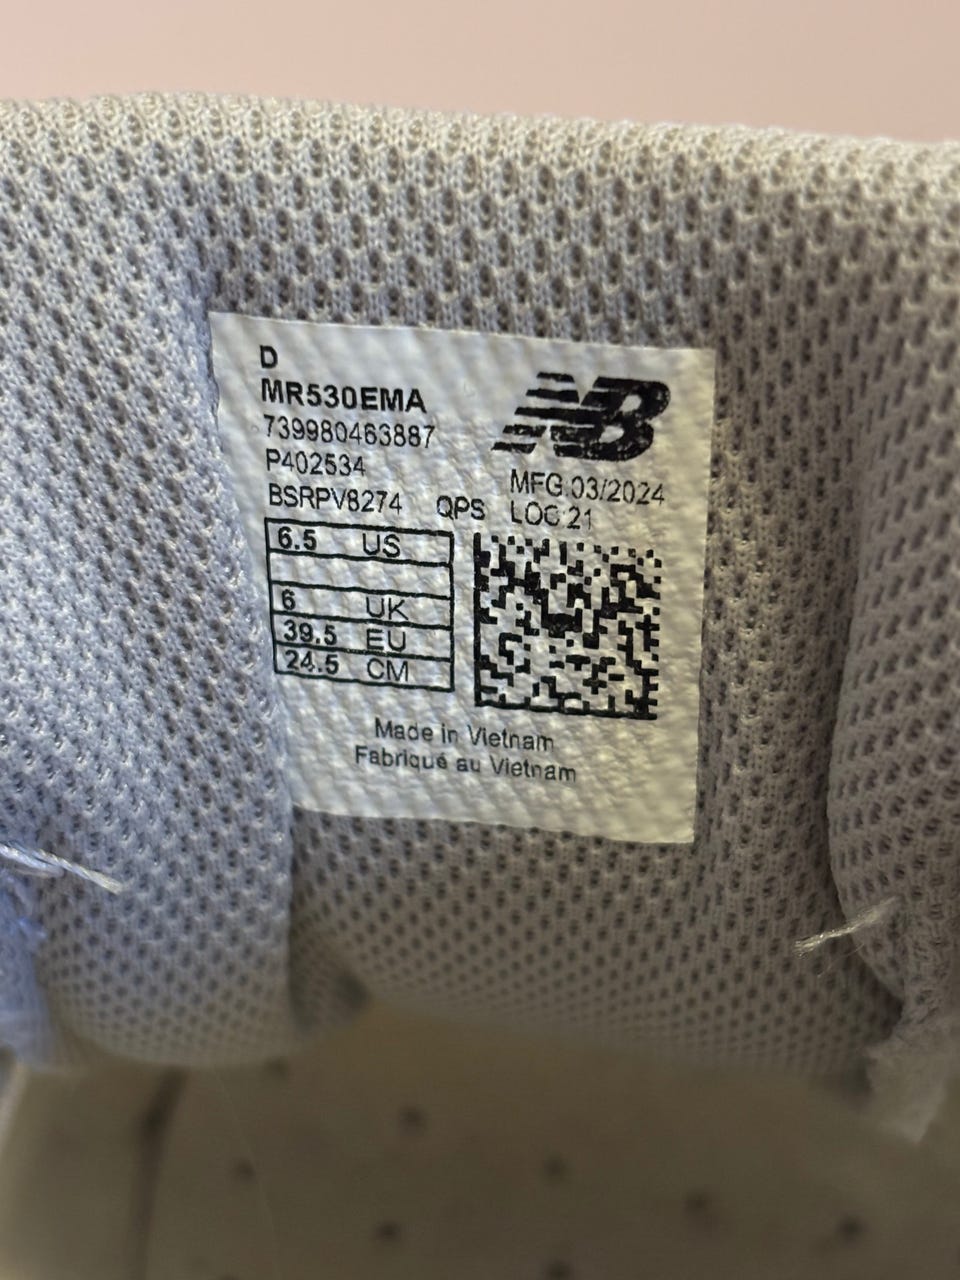 D
MR530EMA
739980463887
P402534
BSRPV8274 QPS
NB
MFG:03/2024
LOC:21
6.5 US
6 UK
39.5 EU
24.5 CM
Made in Vietnam
Fabriqué au Vietnam